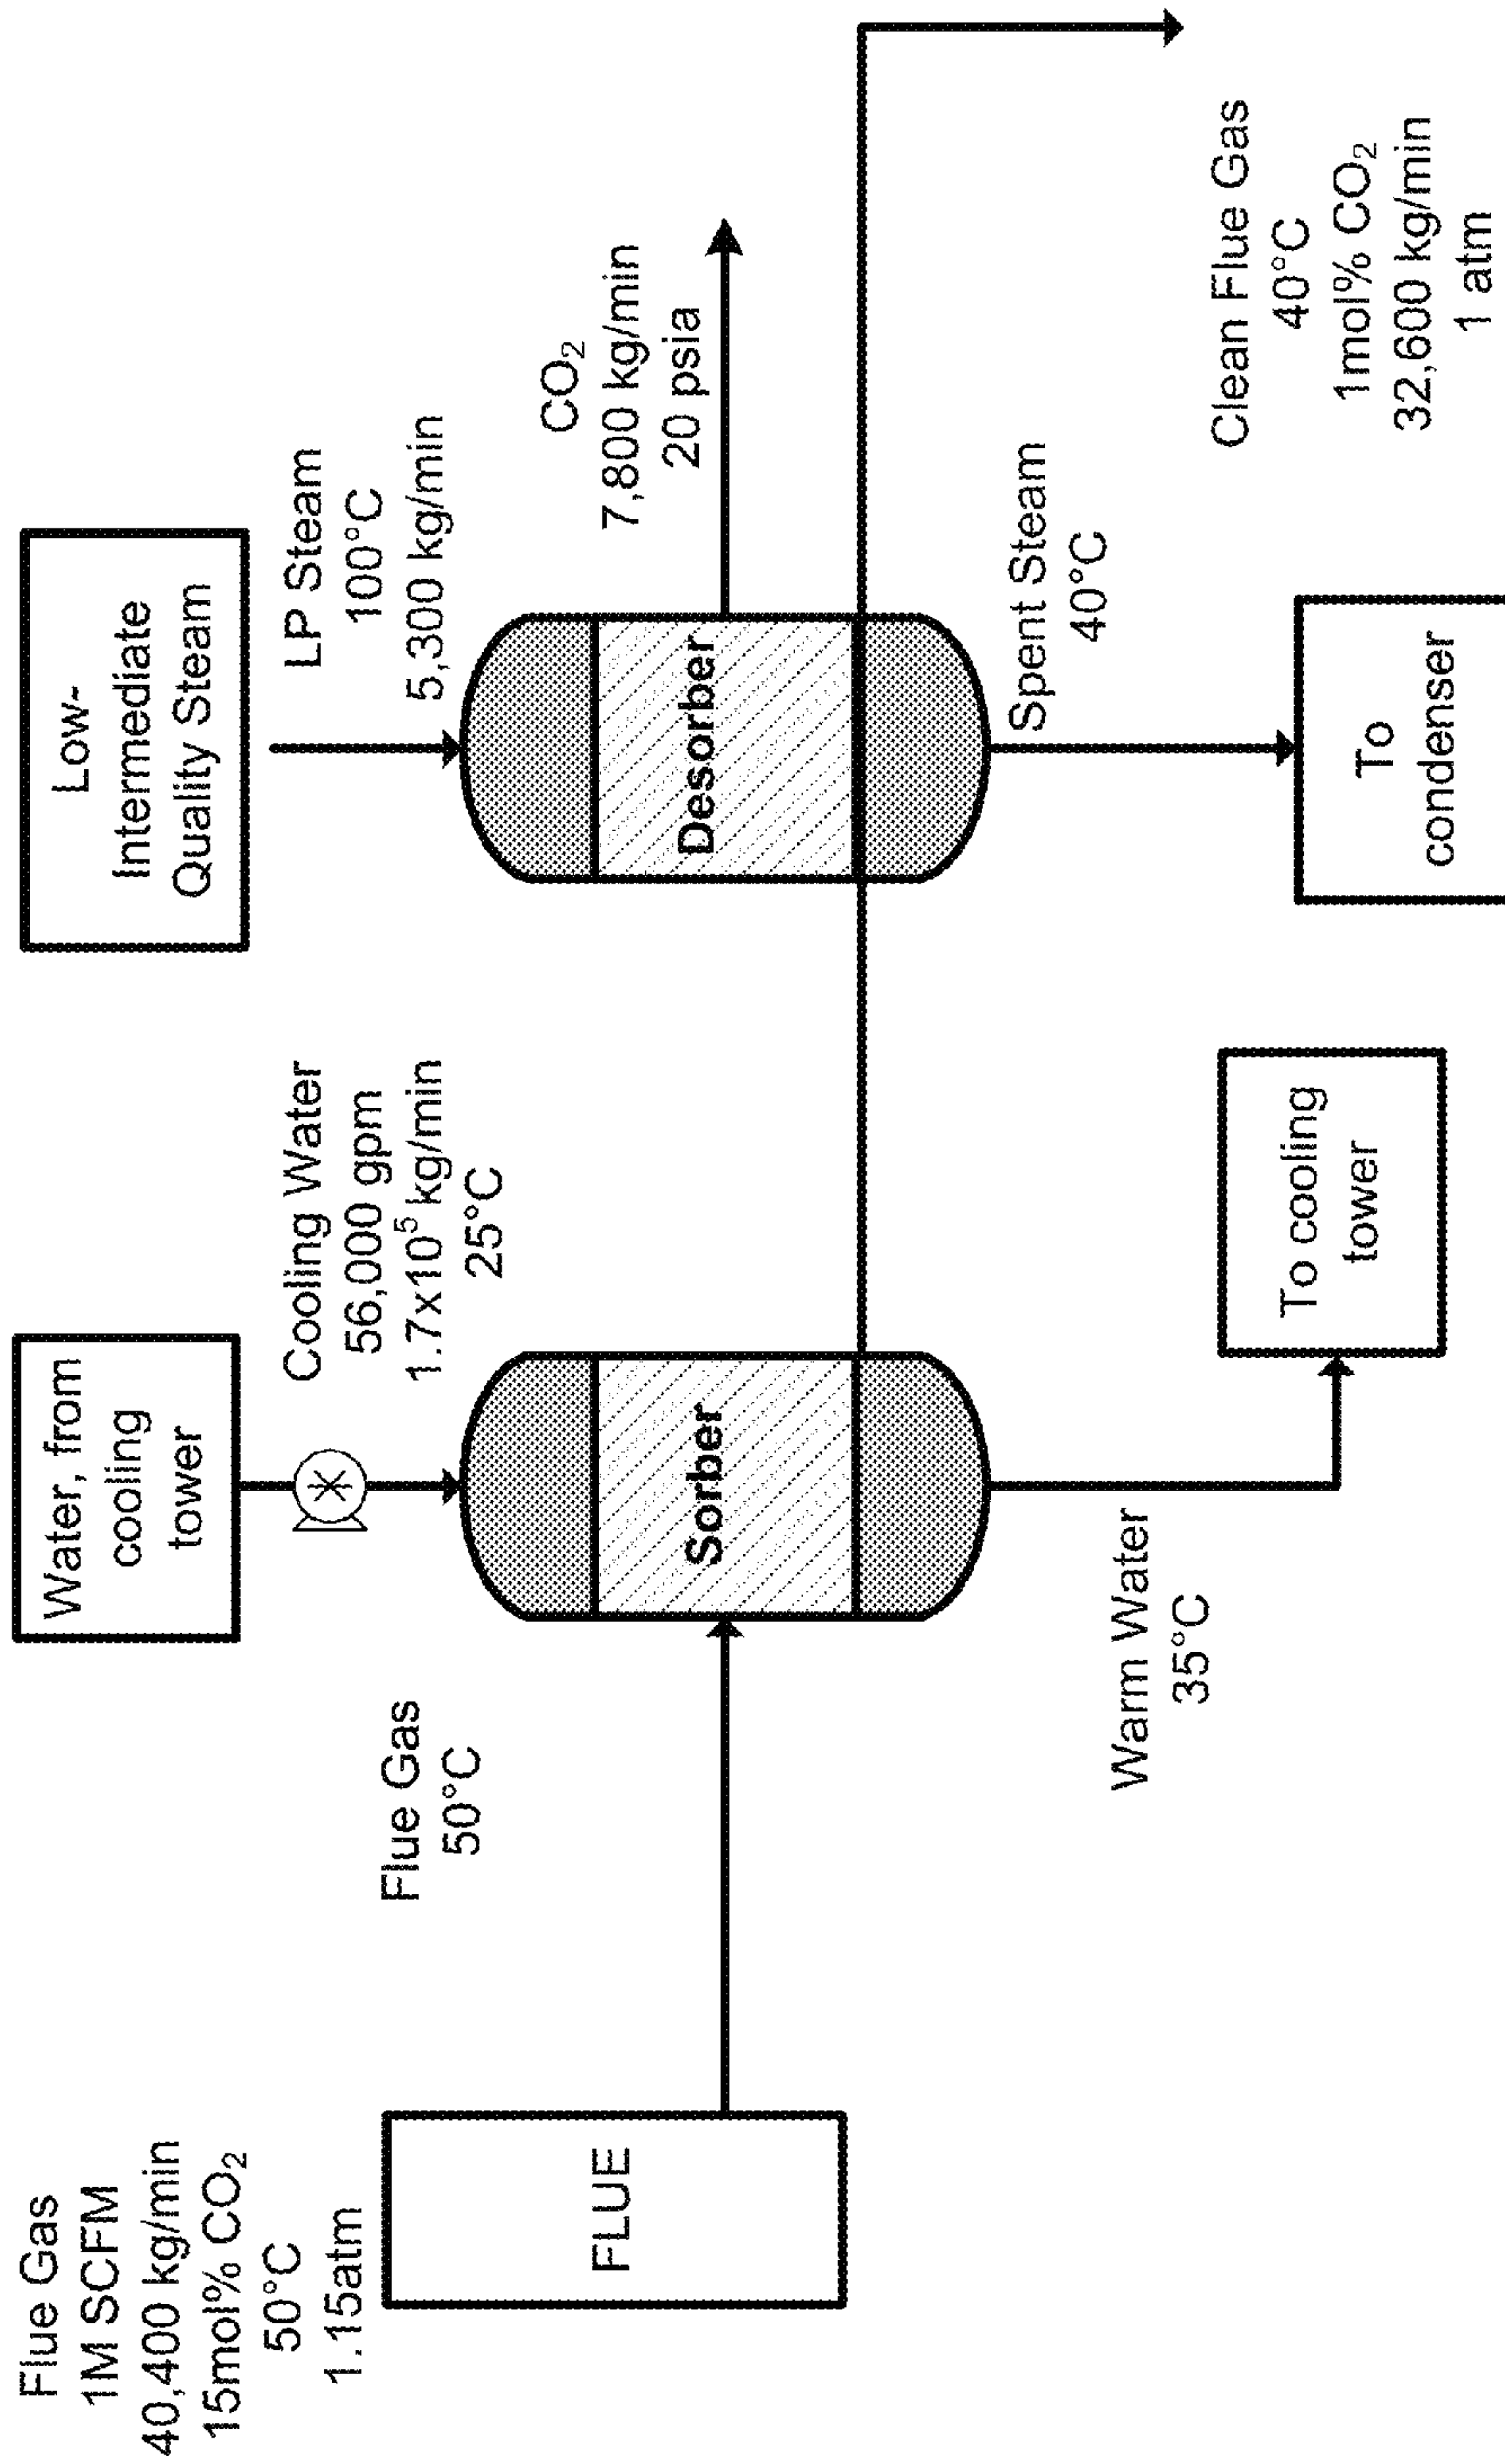 Flue Gas
1M SCFM
40,400 kg/min
15mol% CO₂
50°C
1.15atm
FLUE
Flue Gas
50°C
Water, from
cooling
tower
Cooling Water
56,000 gpm
1.7x10⁵ kg/min
25°C
Sorber
Warm Water
35°C
To cooling
tower
Low-
Intermediate
Quality Steam
LP Steam
100°C
5,300 kg/min
Desorber
CO₂
7,800 kg/min
20 psia
Spent Steam
40°C
To
condenser
Clean Flue Gas
40°C
1mol% CO₂
32,600 kg/min
1 atm